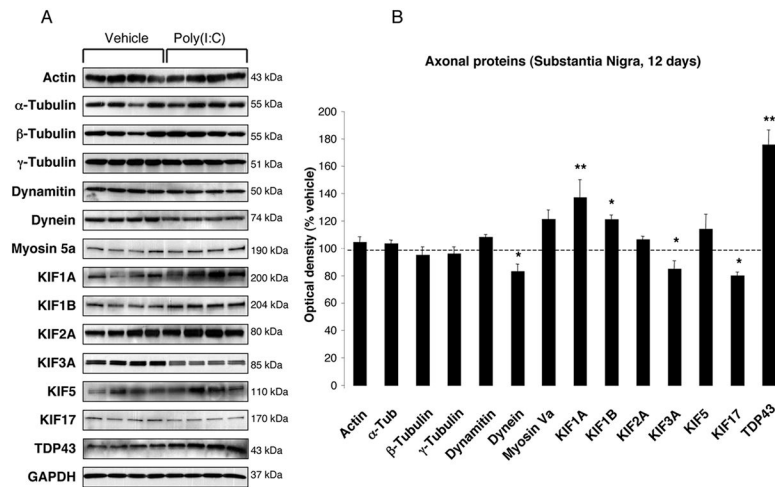 A
Vehicle Poly(I:C)
Actin 43 kDa
α-Tubulin 55 kDa
β-Tubulin 55 kDa
γ-Tubulin 51 kDa
Dynamitin 50 kDa
Dynein 74 kDa
Myosin 5a 190 kDa
KIF1A 200 kDa
KIF1B 204 kDa
KIF2A 80 kDa
KIF3A 85 kDa
KIF5 110 kDa
KIF17 170 kDa
TDP43 43 kDa
GAPDH 37 kDa
B
Axonal proteins (Substantia Nigra, 12 days)
Optical density (% vehicle)
200
180
160
140
120
100
80
60
40
20
0
** * * * * **
Actin
α-Tub
β-Tubulin
γ-Tubulin
Dynamitin
Dynein
Myosin Va
KIF1A
KIF1B
KIF2A
KIF3A
KIF5
KIF17
TDP43